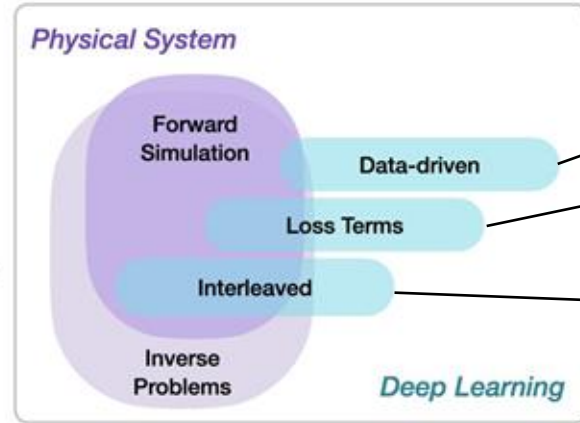 Physical System
Forward
Simulation
Data-driven
Loss Terms
Interleaved
Inverse
Problems
Deep Learning